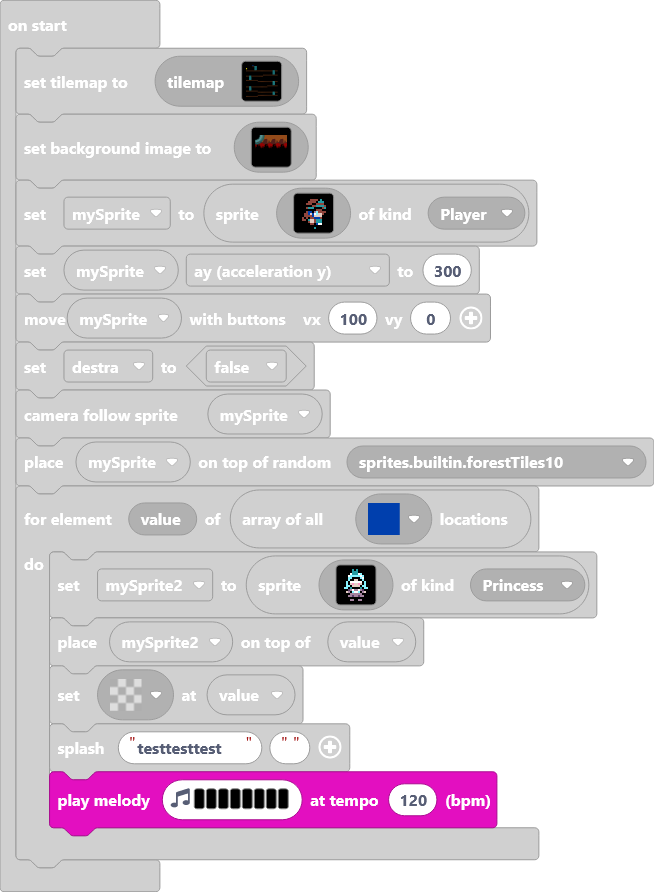 on start
set tilemap to tilemap
set background image to
set mySprite to sprite of kind Player
set mySprite ay (acceleration y) to 300
move mySprite with buttons vx 100 vy 0
set destra to false
camera follow sprite mySprite
place mySprite on top of random sprites.builtin.forestTiles10
for element value of array of all locations
do
set mySprite2 to sprite of kind Princess
place mySprite2 on top of value
set at value
splash "testtesttest" ""
play melody at tempo 120 (bpm)